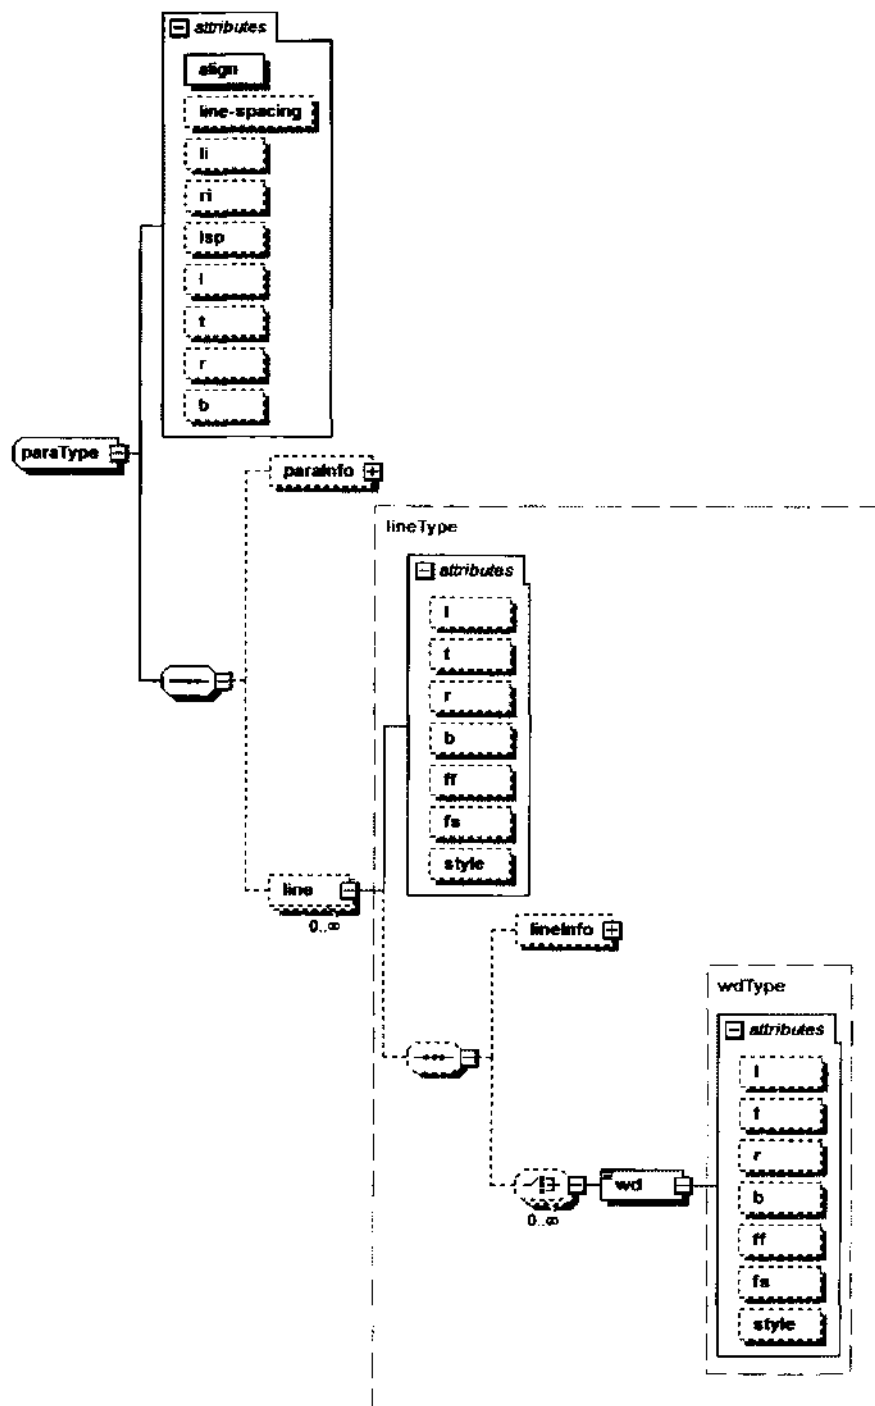 attributes
align
line-spacing
li
ri
lsp
l
t
r
b
paraType
paraInfo
lineType
attributes
l
t
r
b
ff
fs
style
line
0..∞
lineInfo
wdType
attributes
l
t
r
b
ff
fs
style
wd
0..∞